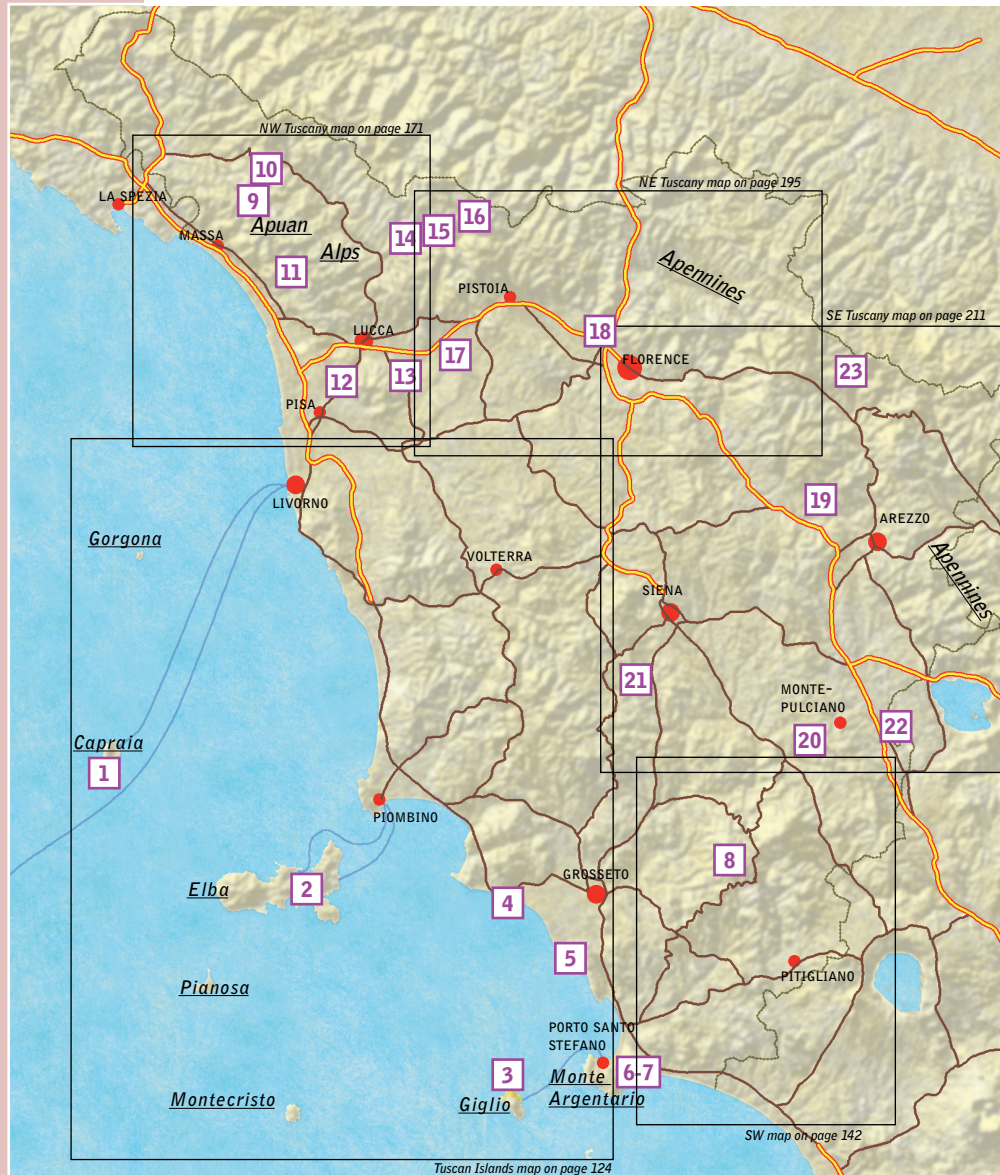 NW Tuscany map on page 171
10
NE Tuscany map on page 195
LA SPEZIA
9
16
Apuan
15
14
MASSA
Alps
11
Apennines
PISTOIA
SE Tuscany map on page 211
LUCCA
18
17
FLORENCE
23
12
13
PISA
LIVORNO
19
AREZZO
Gorgona
VOLTERRA
Apennines
SIENA
21
MONTE-
PULCIANO
Capraia
20
22
1
PIOMBINO
8
GROSSETO
Elba
2
4
5
PITIGLIANO
Pianosa
PORTO SANTO
STEFANO
3
6-7
Monte
Argentario
Montecristo
Giglio
SW map on page 142
Tuscan Islands map on page 124